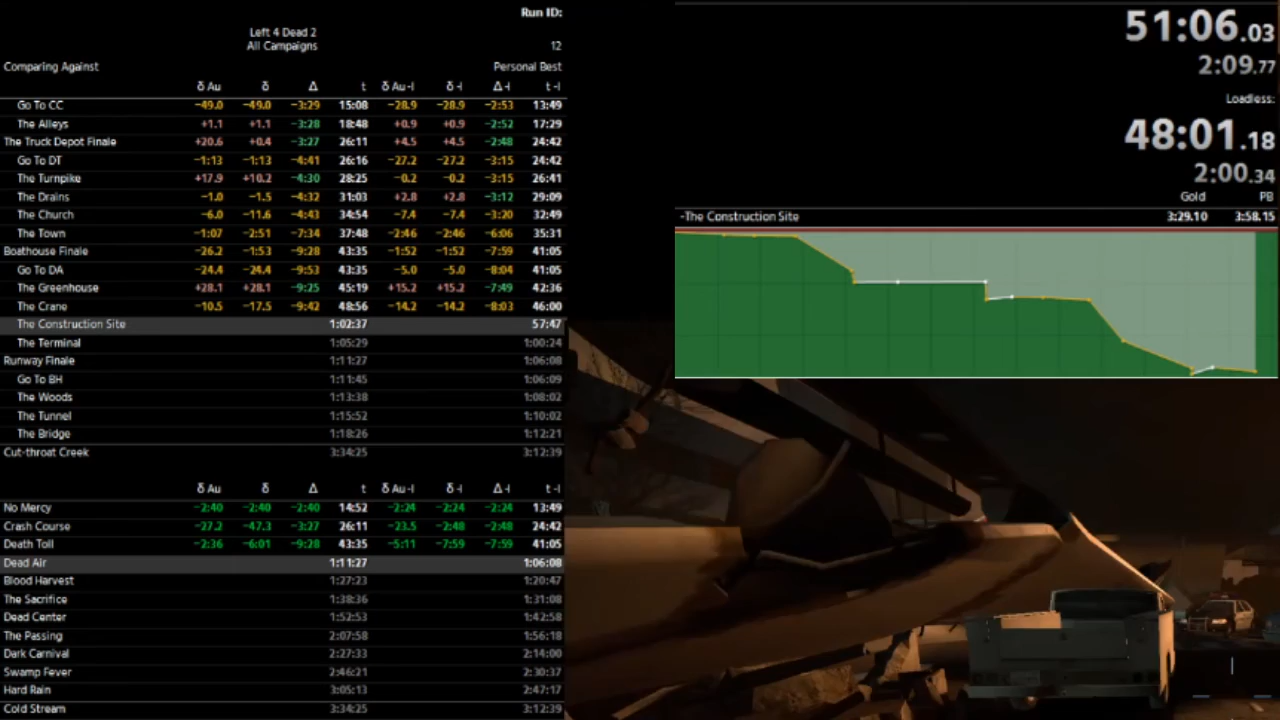 Run ID:
Left 4 Dead 2
All Campaigns
12
Comparing Against Personal Best
δ Au δ Δ t δ Au -l δ -l Δ -l t -l
Go To CC −49.0 −49.0 −3:29 15:08 −28.9 −28.9 −2:53 13:49
The Alleys +1.1 +1.1 −3:28 18:48 +0.9 +0.9 −2:52 17:29
The Truck Depot Finale +20.6 +0.4 −3:27 26:11 +4.5 +4.5 −2:48 24:42
Go To DT −1:13 −1:13 −4:41 26:16 −27.2 −27.2 −3:15 24:42
The Turnpike +17.9 +10.2 −4:30 28:25 −0.2 −0.2 −3:15 26:41
The Drains −1.0 −1.5 −4:32 31:03 +2.8 +2.8 −3:12 29:09
The Church −6.0 −11.6 −4:43 34:54 −7.4 −7.4 −3:20 32:49
The Town −1:07 −2:51 −7:34 37:48 −2:46 −2:46 −6:06 35:31
Boathouse Finale −26.2 −1:53 −9:28 43:35 −1:52 −1:52 −7:59 41:05
Go To DA −24.4 −24.4 −9:53 43:35 −5.0 −5.0 −8:04 41:05
The Greenhouse +28.1 +28.1 −9:25 45:19 +15.2 +15.2 −7:49 42:36
The Crane −10.5 −17.5 −9:42 48:56 −14.2 −14.2 −8:03 46:00
The Construction Site 1:02:37 57:47
The Terminal 1:05:29 1:00:24
Runway Finale 1:11:27 1:06:08
Go To BH 1:11:45 1:06:09
The Woods 1:13:38 1:08:02
The Tunnel 1:15:52 1:10:02
The Bridge 1:18:26 1:12:21
Cut-throat Creek 3:34:25 3:12:39
δ Au δ Δ t δ Au -l δ -l Δ -l t -l
No Mercy −2:40 −2:40 −2:40 14:52 −2:24 −2:24 −2:24 13:49
Crash Course −27.2 −47.3 −3:27 26:11 −23.5 −2:48 −2:48 24:42
Death Toll −2:36 −6:01 −9:28 43:35 −5:11 −7:59 −7:59 41:05
Dead Air 1:11:27 1:06:08
Blood Harvest 1:27:23 1:20:47
The Sacrifice 1:38:36 1:31:08
Dead Center 1:52:53 1:42:58
The Passing 2:07:58 1:56:18
Dark Carnival 2:27:33 2:14:00
Swamp Fever 2:46:21 2:30:37
Hard Rain 3:05:13 2:47:17
Cold Stream 3:34:25 3:12:39
51:06.03
2:09.77
Loadless:
48:01.18
2:00.34
Gold PB
-The Construction Site 3:29.10 3:58.15